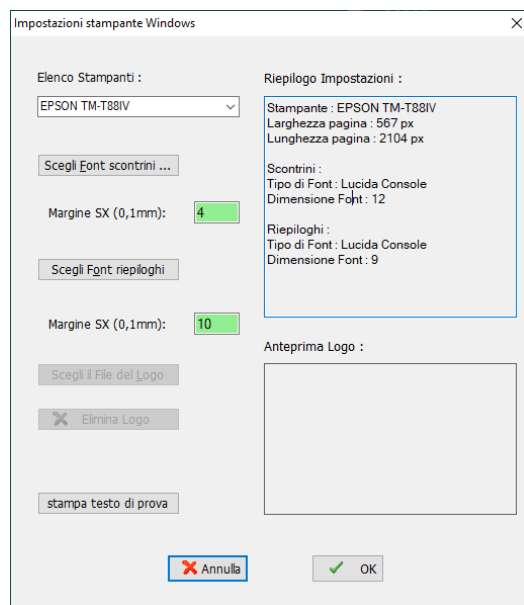 Impostazioni stampante Windows
Elenco Stampanti :
EPSON TM-T88IV
Scegli Font scontrini ...
Margine SX (0,1mm): 4
Scegli Font riepiloghi
Margine SX (0,1mm): 10
Scegli il File del Logo
Elimina Logo
stampa testo di prova
Riepilogo Impostazioni :
Stampante : EPSON TM-T88IV
Larghezza pagina : 567 px
Lunghezza pagina : 2104 px
Scontrini :
Tipo di Font : Lucida Console
Dimensione Font : 12
Riepiloghi :
Tipo di Font : Lucida Console
Dimensione Font : 9
Anteprima Logo :
Annulla
OK